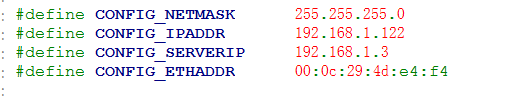 #define CONFIG_NETMASK 255.255.255.0
#define CONFIG_IPADDR 192.168.1.122
#define CONFIG_SERVERIP 192.168.1.3
#define CONFIG_ETHADDR 00:0c:29:4d:e4:f4